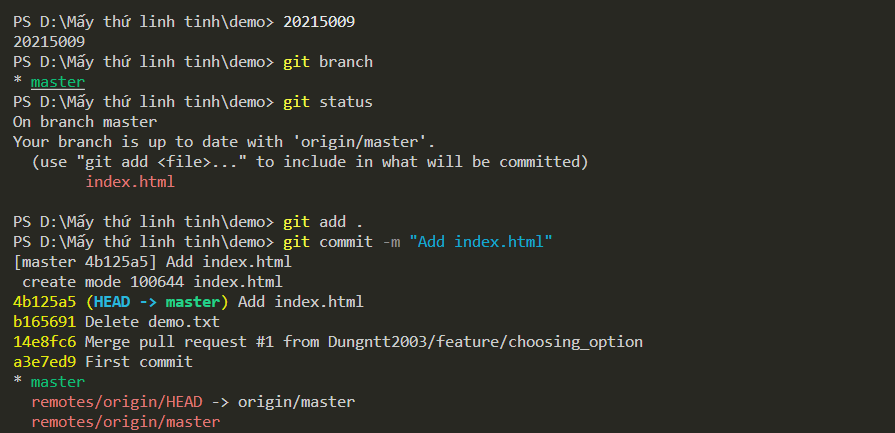 PS D:\Mấy thứ linh tinh\demo> 20215009
20215009
PS D:\Mấy thứ linh tinh\demo> git branch
* master
PS D:\Mấy thứ linh tinh\demo> git status
On branch master
Your branch is up to date with 'origin/master'.
  (use "git add <file>..." to include in what will be committed)
        index.html
PS D:\Mấy thứ linh tinh\demo> git add .
PS D:\Mấy thứ linh tinh\demo> git commit -m "Add index.html"
[master 4b125a5] Add index.html
 create mode 100644 index.html
4b125a5 (HEAD -> master) Add index.html
b165691 Delete demo.txt
14e8fc6 Merge pull request #1 from Dungntt2003/feature/choosing_option
a3e7ed9 First commit
* master
  remotes/origin/HEAD -> origin/master
  remotes/origin/master